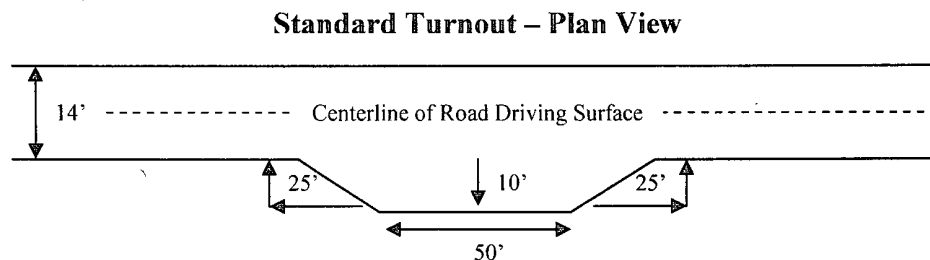 Standard Turnout – Plan View
14'
Centerline of Road Driving Surface
25'
10'
25'
50'